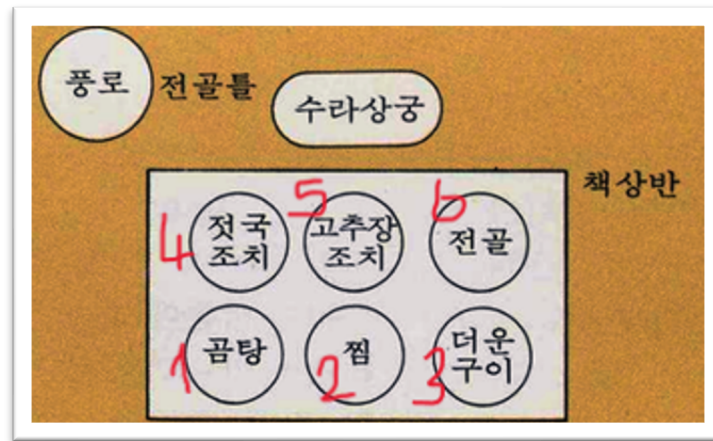 풍로 전골틀
수라상궁
책상반
4 젓국 조치
5 고추장 조치
6 전골
1 곰탕
2 찜
3 더운 구이